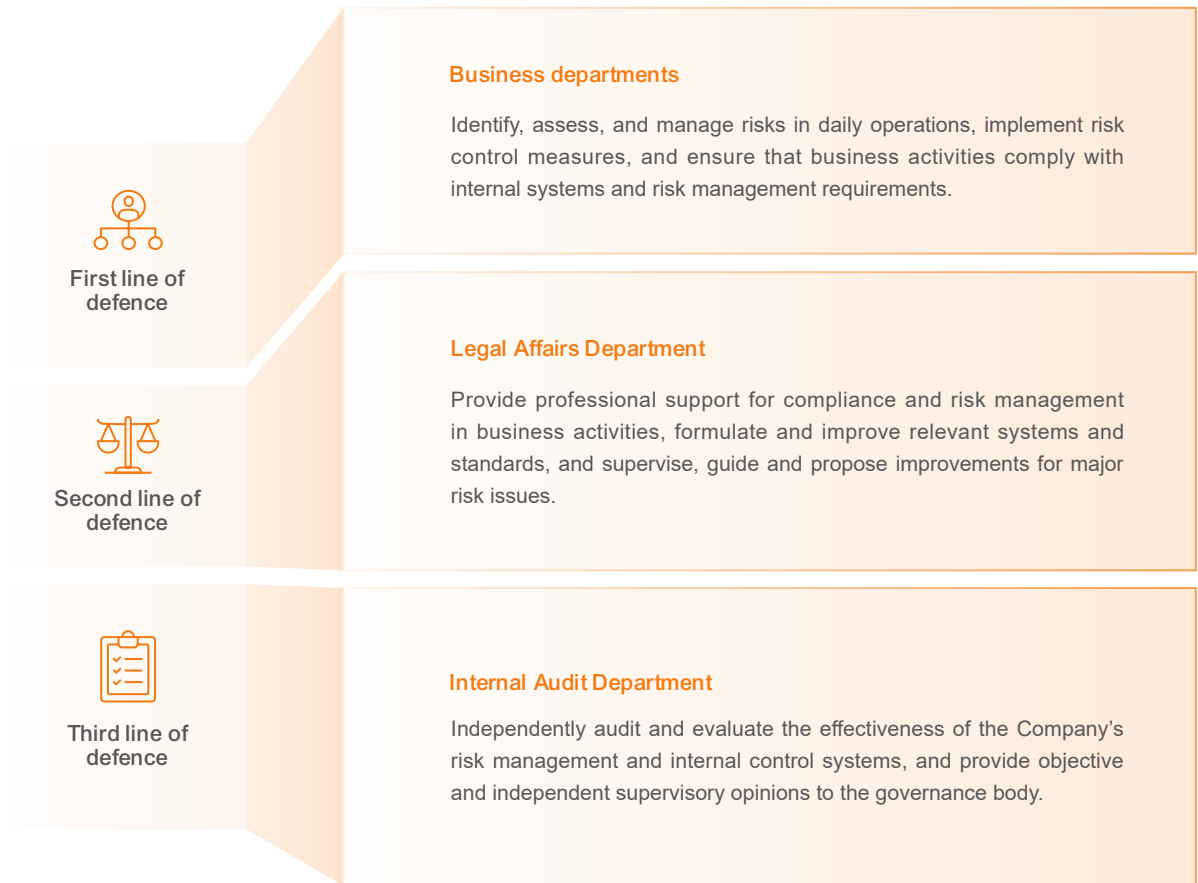 First line of
defence
Business departments
Identify, assess, and manage risks in daily operations, implement risk
control measures, and ensure that business activities comply with
internal systems and risk management requirements.
Second line of
defence
Legal Affairs Department
Provide professional support for compliance and risk management
in business activities, formulate and improve relevant systems and
standards, and supervise, guide and propose improvements for major
risk issues.
Third line of
defence
Internal Audit Department
Independently audit and evaluate the effectiveness of the Company’s
risk management and internal control systems, and provide objective
and independent supervisory opinions to the governance body.